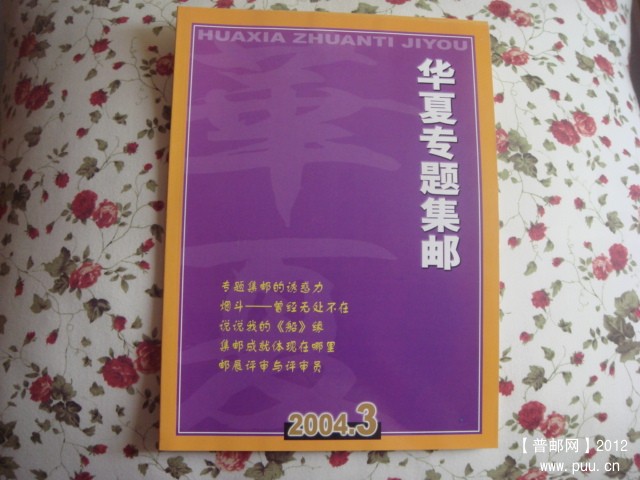 HUAXIA ZHUANTI JIYOU
华夏专题集邮
華夏
专题集邮的诱惑力
烟斗——曾经无处不在
说说我的《船》缘
集邮成就体现在哪里
邮展评审与评审员
2004.3
【普邮网】2012
www.puu.cn